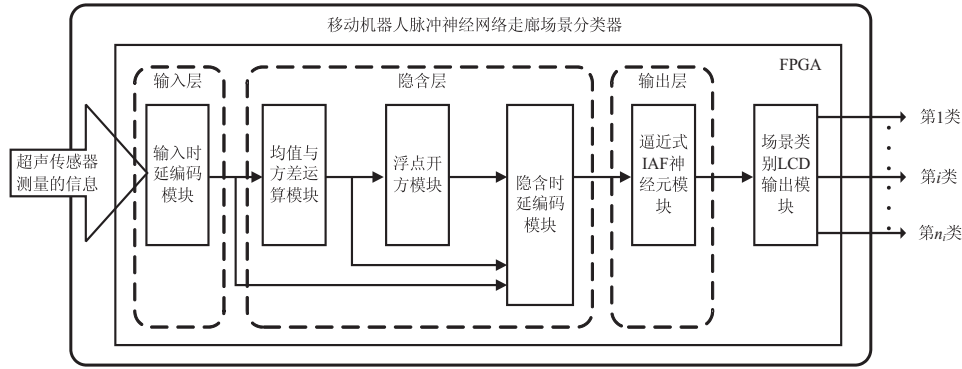 移动机器人脉冲神经网络走廊场景分类器
FPGA
输入层
隐含层
输出层
超声传感器
测量的信息
输入时
延编码
模块
均值与
方差运
算模块
浮点开
方模块
隐含时
延编码
模块
逼近式
IAF神
经元模
块
场景类
别LCD
输出模
块
第1类
第i类
第nᵢ类